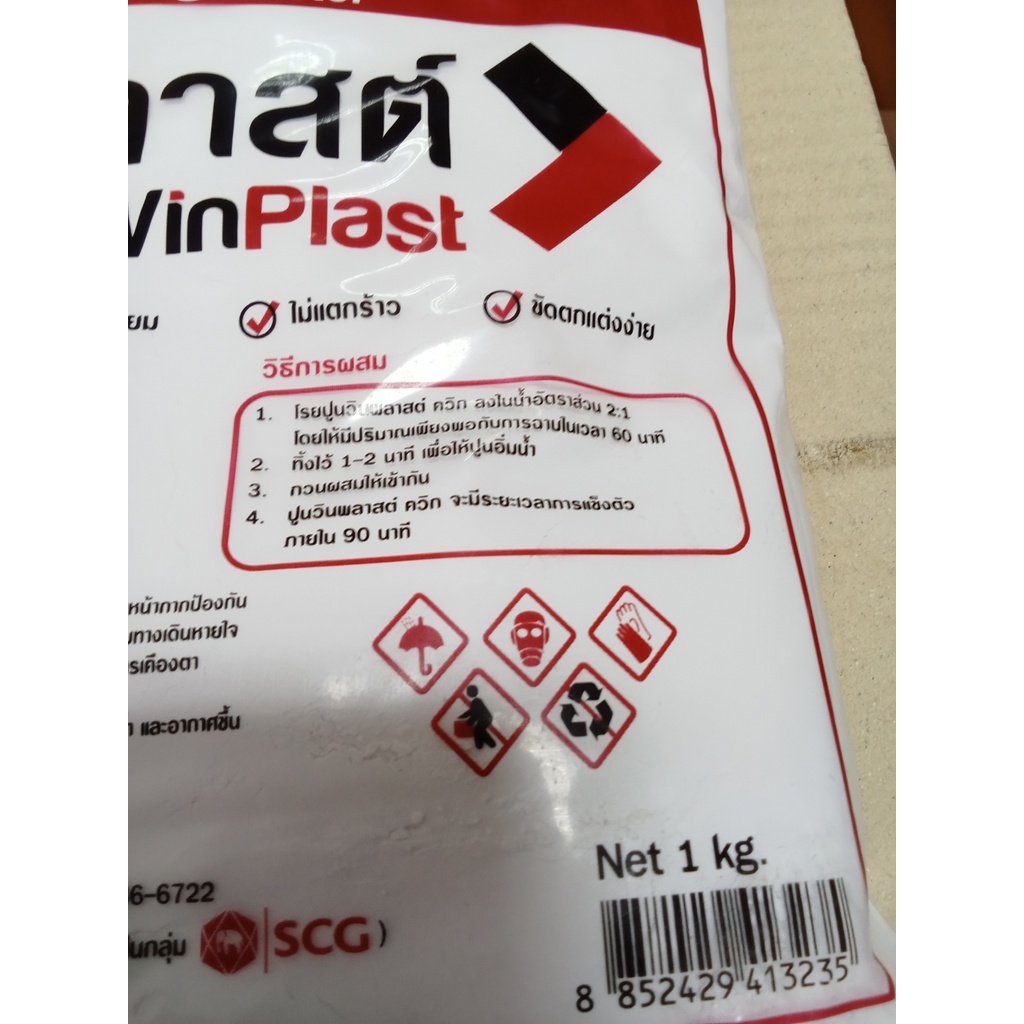 าสต์
WinPlast
ไม่แตกร้าว
ขัดตกแต่งง่าย
วิธีการผสม
1. โรยปูนวินพลาสต์ ควิก ลงในน้ำอัตราส่วน 2:1
โดยให้มีปริมาณเพียงพอกับการฉาบในเวลา 60 นาที
2. ทิ้งไว้ 1-2 นาที เพื่อให้ปูนอิ่มน้ำ
3. กวนผสมให้เข้ากัน
4. ปูนวินพลาสต์ ควิก จะมีระยะเวลาการแข็งตัว
ภายใน 90 นาที
หน้ากากป้องกัน
ทางเดินหายใจ
เคืองตา
และอากาศชื้น
6-6722
กลุ่ม SCG )
Net 1 kg.
8 852429 413235